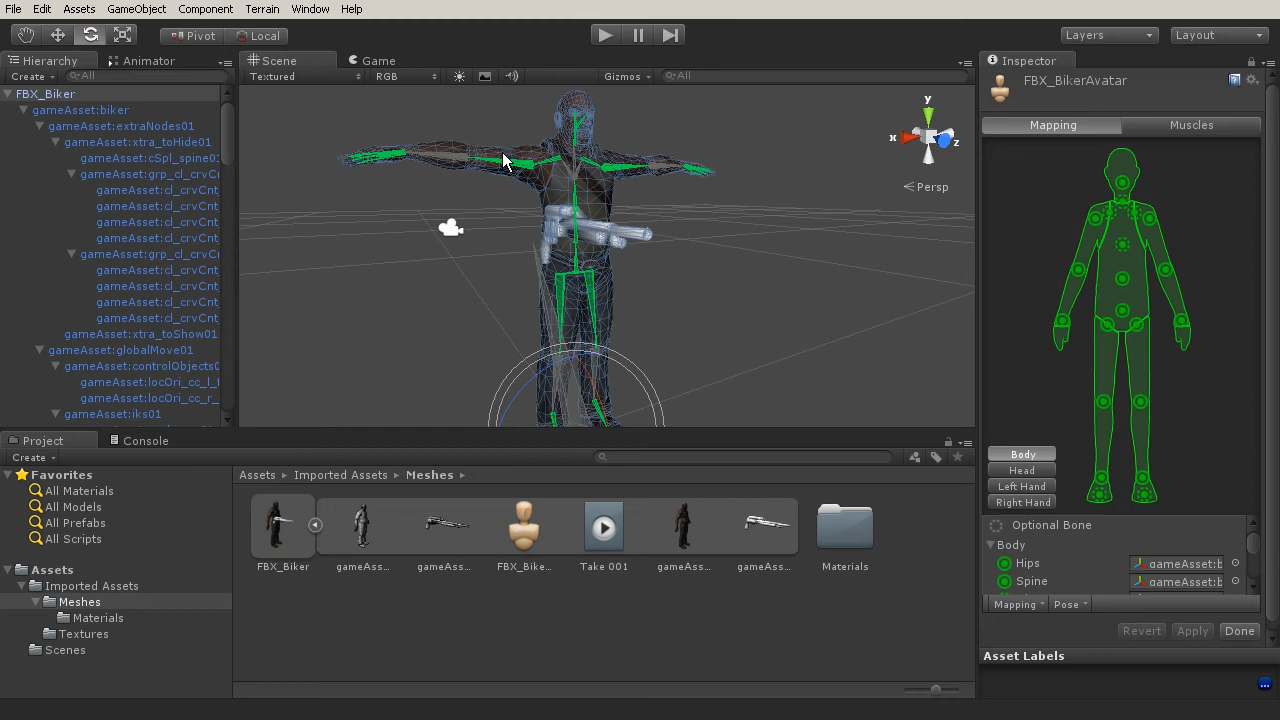 File Edit Assets GameObject Component Terrain Window Help
Pivot Local Layers Layout
Hierarchy Animator
Create All
FBX_Biker
gameAsset:biker
gameAsset:extraNodes01
gameAsset:xtra_toHide01
gameAsset:cSpl_spine01
gameAsset:grp_cl_crvC
gameAsset:cl_crvCnt
gameAsset:cl_crvCnt
gameAsset:cl_crvCnt
gameAsset:cl_crvCnt
gameAsset:grp_cl_crvC
gameAsset:cl_crvCnt
gameAsset:cl_crvCnt
gameAsset:cl_crvCnt
gameAsset:cl_crvCnt
gameAsset:xtra_toShow01
gameAsset:globalMove01
gameAsset:controlObjects0
gameAsset:locOri_cc_l_f
gameAsset:locOri_cc_r_
gameAsset:iks01
Scene Game
Textured RGB Gizmos All
y
x
z
Persp
Inspector
FBX_BikerAvatar
Mapping Muscles
Body
Head
Left Hand
Right Hand
Optional Bone
Body
Hips gameAsset:b
Spine gameAsset:b
Mapping Pose
Revert Apply Done
Asset Labels
...
Project Console
Create
Favorites
All Materials
All Models
All Prefabs
All Scripts
Assets
Imported Assets
Meshes
Materials
Textures
Scenes
Assets Imported Assets Meshes
FBX_Biker gameAss... gameAss... FBX_Bike... Take 001 gameAss... gameAss... Materials